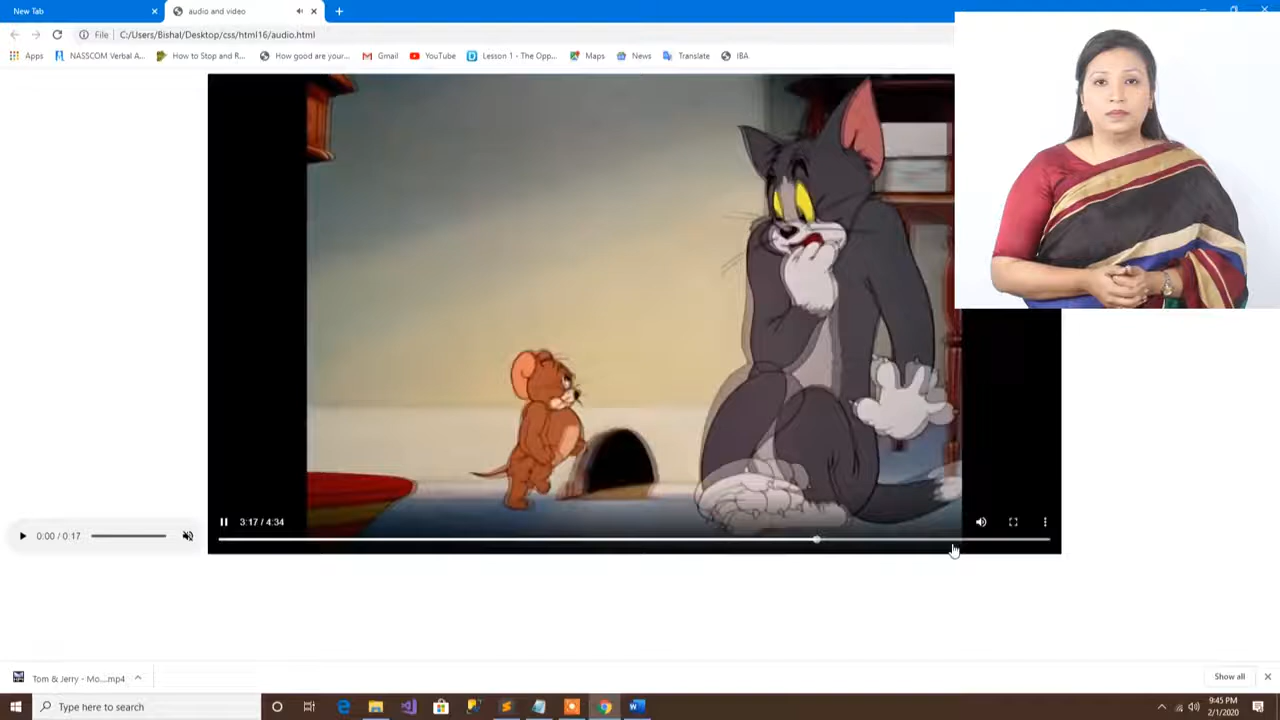 New Tab
audio and video
File
C:/Users/Bishal/Desktop/css/html16/audio.html
Apps
NASSCOM Verbal A...
How to Stop and R...
How good are your...
Gmail
YouTube
Lesson 1 - The Opp...
Maps
News
Translate
IBA
3:17 / 4:34
0:00 / 0:17
Tom & Jerry - Mo....mp4
Show all
Type here to search
9:45 PM
2/1/2020